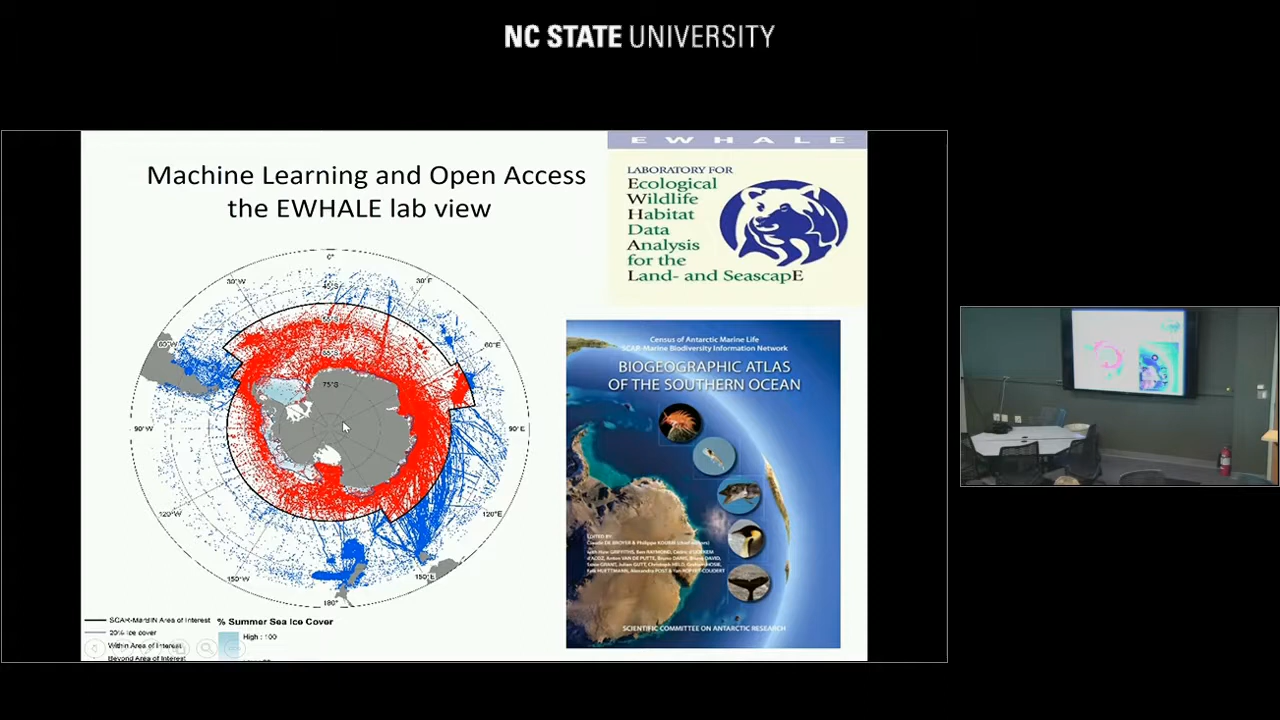 NC STATE UNIVERSITY
Machine Learning and Open Access
the EWHALE lab view
EWHALE
LABORATORY FOR
Ecological
Wildlife
Habitat
Data
Analysis
for the
Land- and SeascapE
0°
30°W
45°S
30°E
60°W
60°E
75°S
90°W
90°E
120°W
120°E
150°W
150°E
180°
SCAR-MarBIN Area of Interest
20% ice cover
Within Area of Interest
Beyond Area of Interest
% Summer Sea Ice Cover
High : 100
Census of Antarctic Marine Life
SCAR-Marine Biodiversity Information Network
BIOGEOGRAPHIC ATLAS
OF THE SOUTHERN OCEAN
EDITED BY:
SCIENTIFIC COMMITTEE ON ANTARCTIC RESEARCH